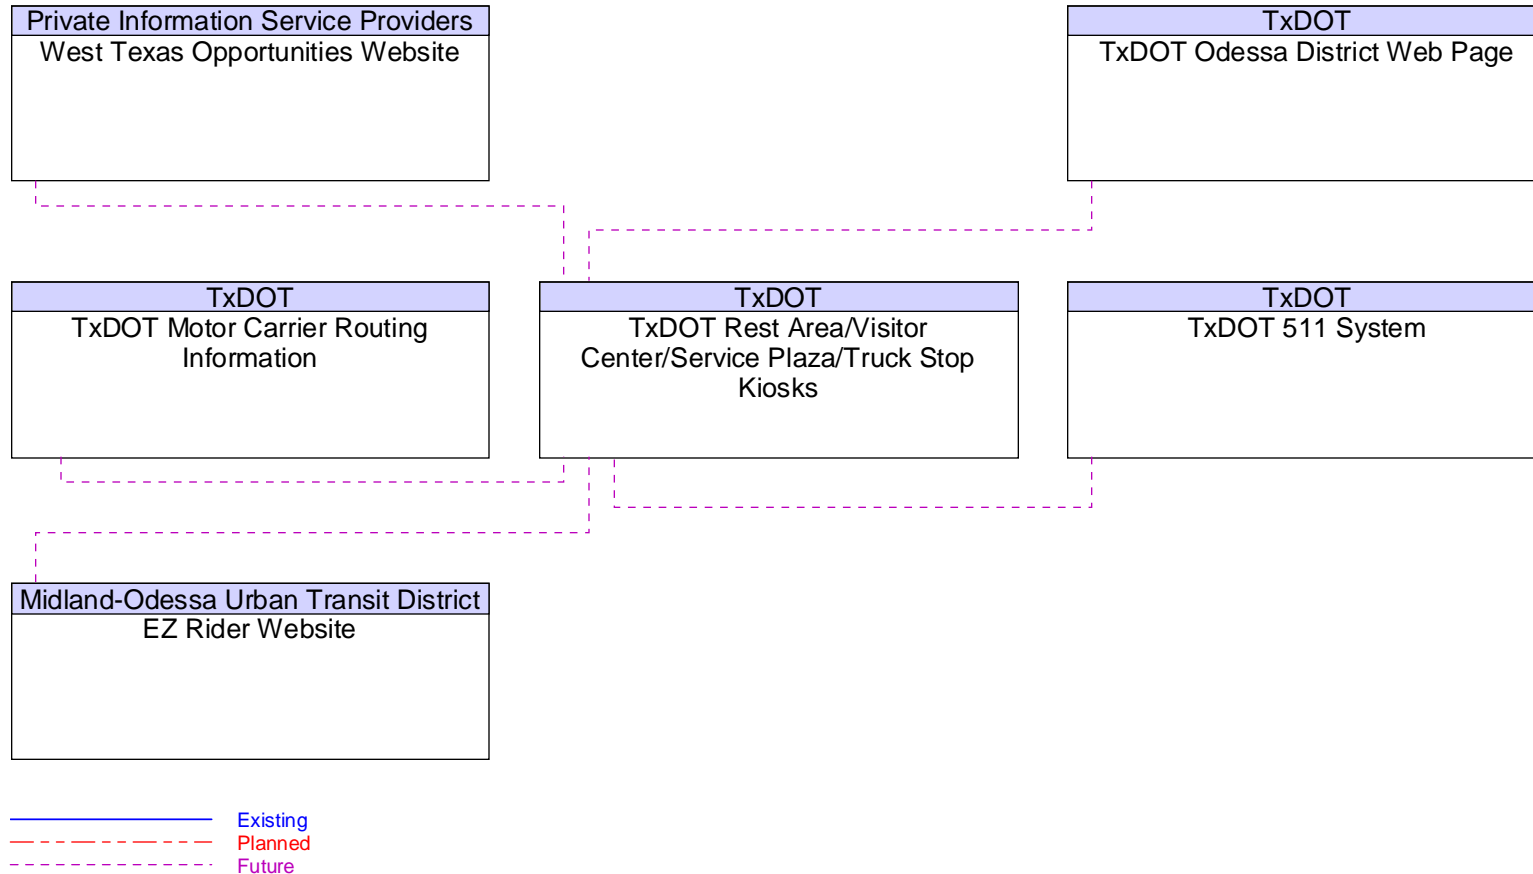 Private Information Service Providers
West Texas Opportunities Website
TxDOT
TxDOT Odessa District Web Page
TxDOT
TxDOT Motor Carrier Routing
Information
TxDOT
TxDOT Rest Area/Visitor
Center/Service Plaza/Truck Stop
Kiosks
TxDOT
TxDOT 511 System
Midland-Odessa Urban Transit District
EZ Rider Website
Existing
Planned
Future